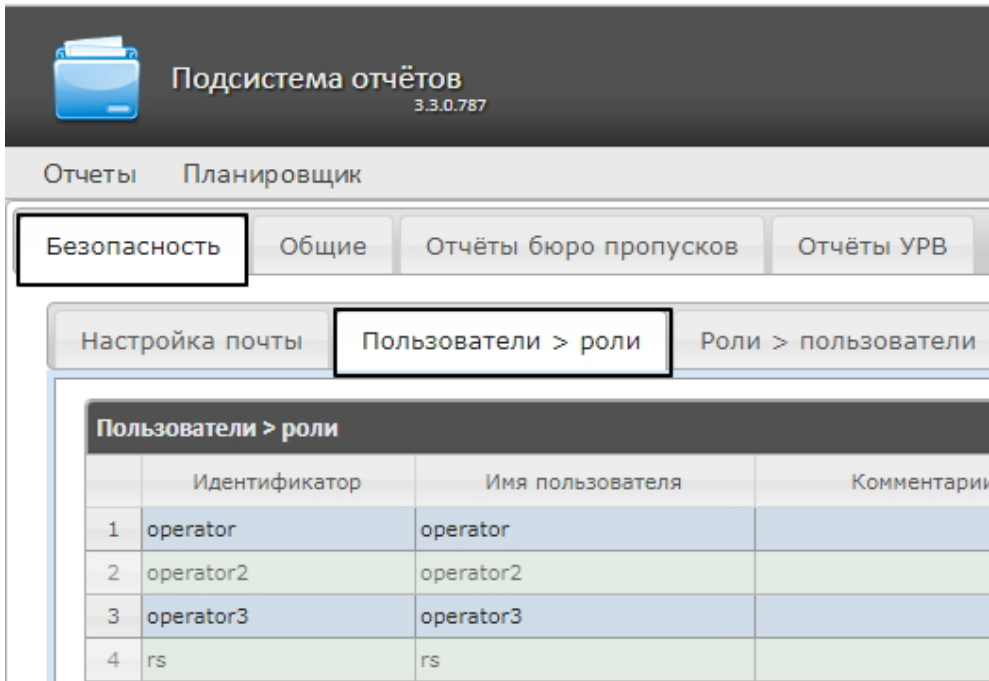 Подсистема отчётов
3.3.0.787
Отчеты Планировщик
Безопасность Общие Отчёты бюро пропусков Отчёты УРВ
Настройка почты Пользователи > роли Роли > пользователи
Пользователи > роли
Идентификатор Имя пользователя Комментарии
1 operator operator
2 operator2 operator2
3 operator3 operator3
4 rs rs